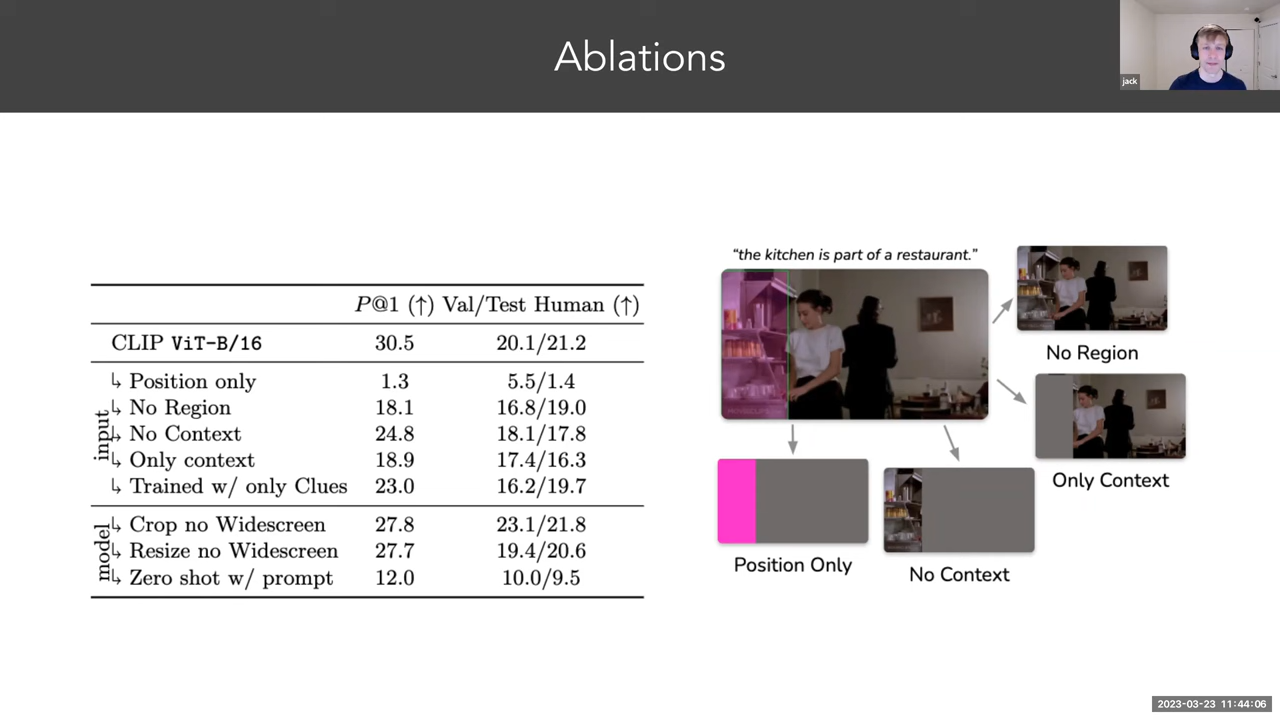 Ablations
jack
P@1 (↑) Val/Test Human (↑)
CLIP ViT-B/16 30.5 20.1/21.2
input
↳ Position only 1.3 5.5/1.4
↳ No Region 18.1 16.8/19.0
↳ No Context 24.8 18.1/17.8
↳ Only context 18.9 17.4/16.3
↳ Trained w/ only Clues 23.0 16.2/19.7
model
↳ Crop no Widescreen 27.8 23.1/21.8
↳ Resize no Widescreen 27.7 19.4/20.6
↳ Zero shot w/ prompt 12.0 10.0/9.5
“the kitchen is part of a restaurant.”
No Region
Only Context
Position Only
No Context
2023-03-23 11:44:06